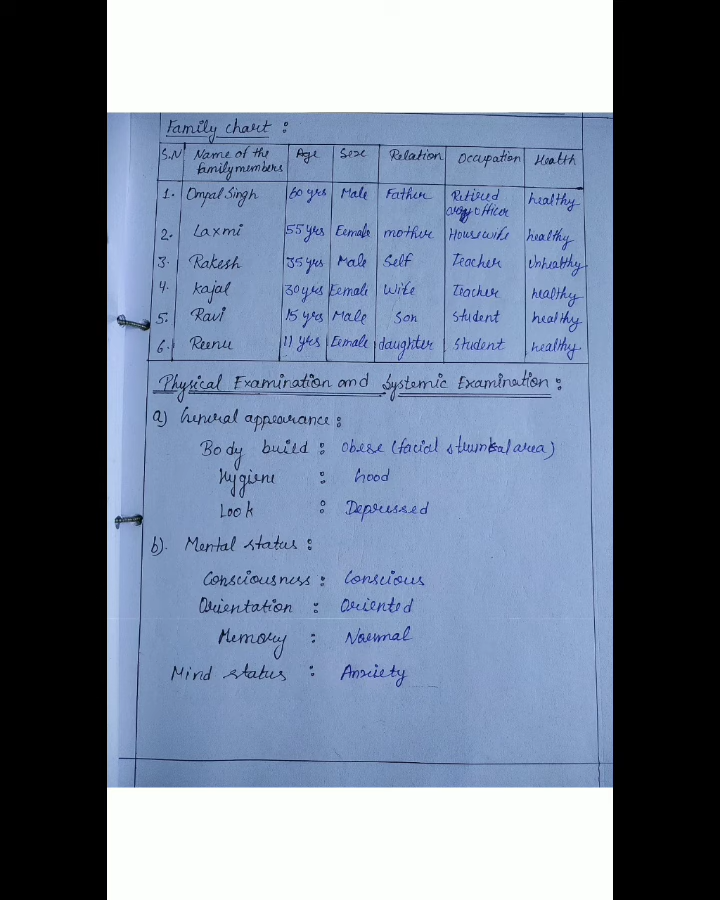 Family chart :
S.N Name of the family members Age Sex Relation Occupation Health
1. Ompal Singh 60 yrs Male Father Retired officer healthy
2. Laxmi 55 yrs Female mother Housewife healthy
3. Rakesh 35 yrs Male Self Teacher Unhealthy
4. Kajal 30 yrs Female Wife Teacher healthy
5. Ravi 15 yrs Male Son Student healthy
6. Reenu 11 yrs Female daughter Student healthy
Physical Examination and Systemic Examination :
a) General appearance :
Body build : obese (facial area)
Hygiene : Good
Look : Depressed
b). Mental status :
Consciousness : Conscious
Orientation : Oriented
Memory : Normal
Mind status : Anxiety